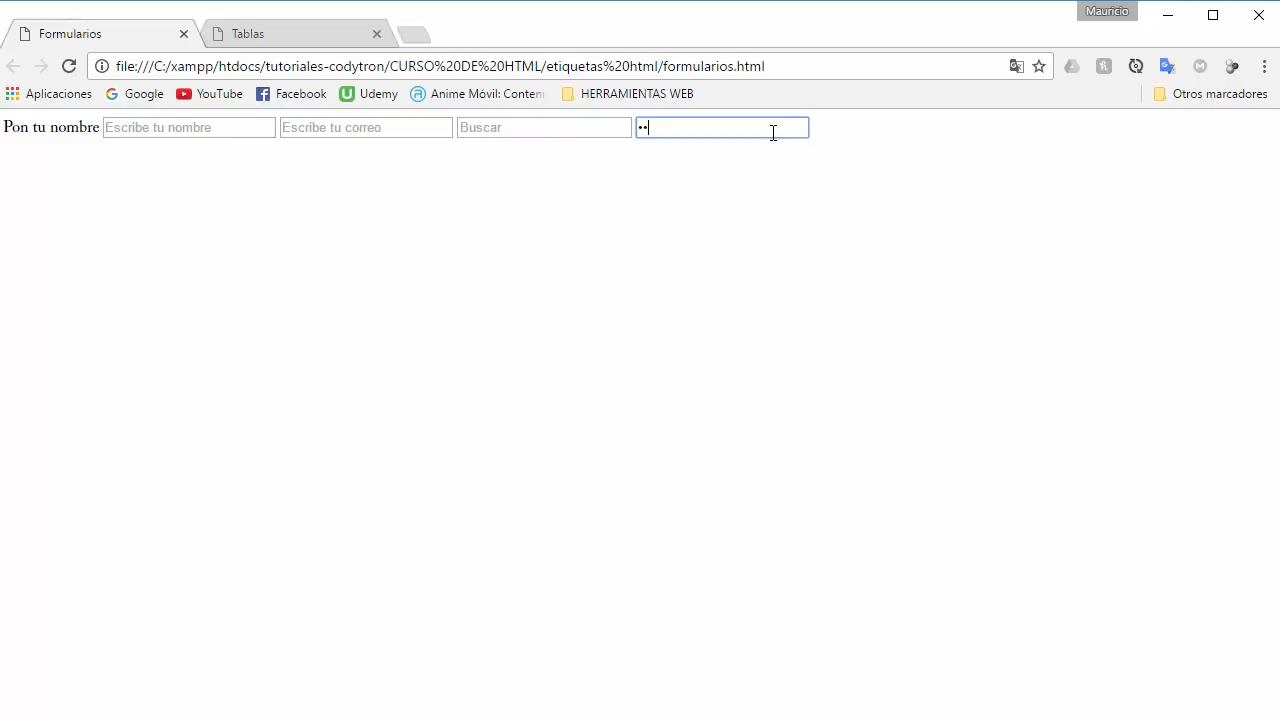 Mauricio
Formularios
Tablas
file:///C:/xampp/htdocs/tutoriales-codytron/CURSO%20DE%20HTML/etiquetas%20html/formularios.html
Aplicaciones Google YouTube Facebook Udemy Anime Móvil: Conten HERRAMIENTAS WEB Otros marcadores
Pon tu nombre Escribe tu nombre Escribe tu correo Buscar ••